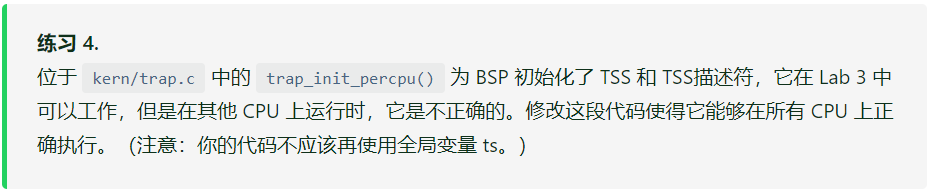 练习 4.
位于 kern/trap.c 中的 trap_init_percpu() 为 BSP 初始化了 TSS 和 TSS描述符，它在 Lab 3 中
可以工作，但是在其他 CPU 上运行时，它是不正确的。修改这段代码使得它能够在所有 CPU 上正
确执行。（注意：你的代码不应该再使用全局变量 ts。）